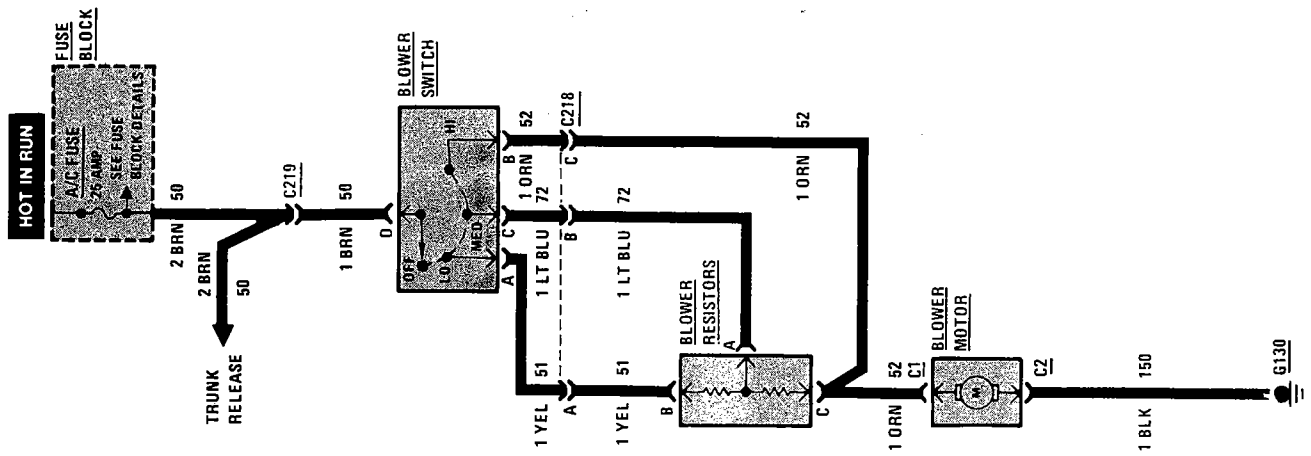 HOT IN RUN
FUSE
BLOCK
A/C FUSE
25 AMP
SEE FUSE
BLOCK DETAILS
2 BRN
50
2 BRN
50
TRUNK
RELEASE
C219
1 BRN
50
D
BLOWER
SWITCH
OFF
LO
MED
HI
A
C
B
1 YEL
51
A
1 LT BLU
72
B
1 ORN
52
C
C218
1 YEL
51
B
1 LT BLU
72
A
1 ORN
52
BLOWER
RESISTORS
C
1 ORN
52
C1
BLOWER
MOTOR
M
C2
1 BLK
150
G130